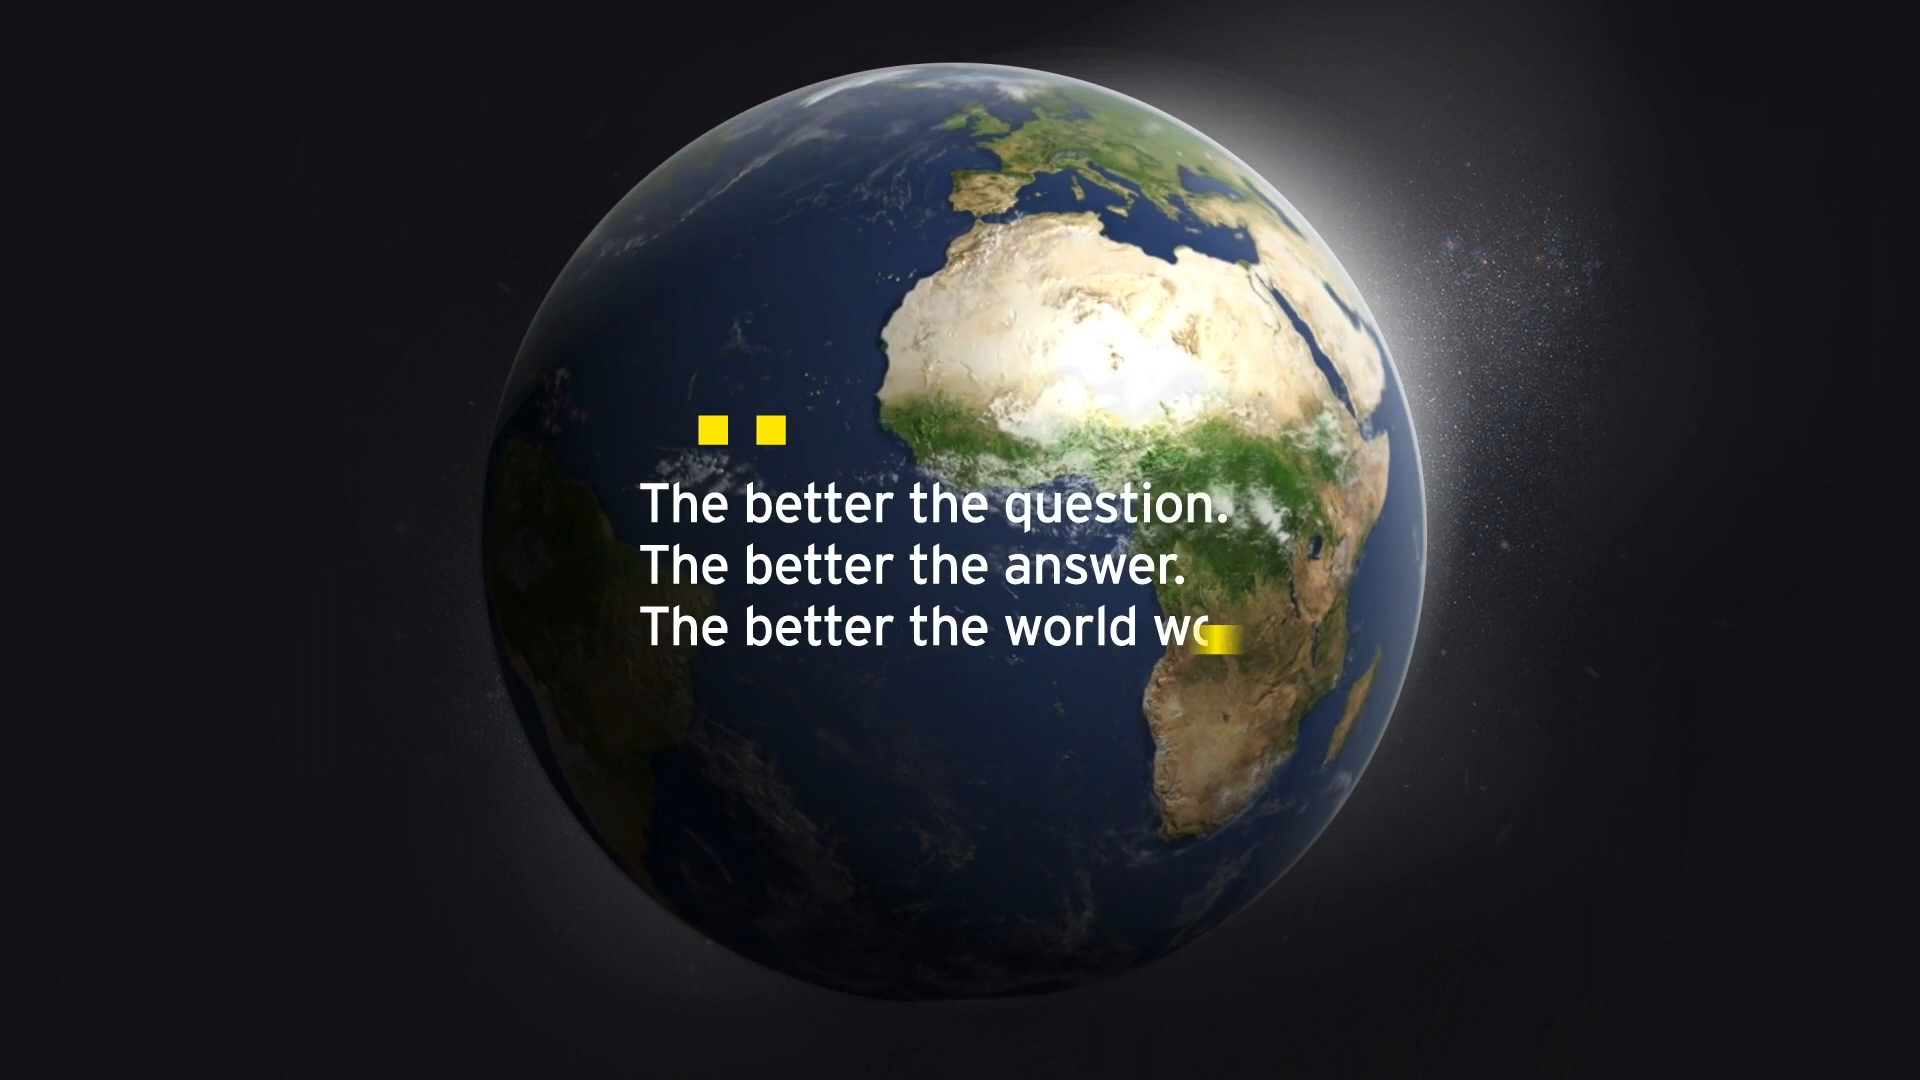 The better the question.
The better the answer.
The better the world